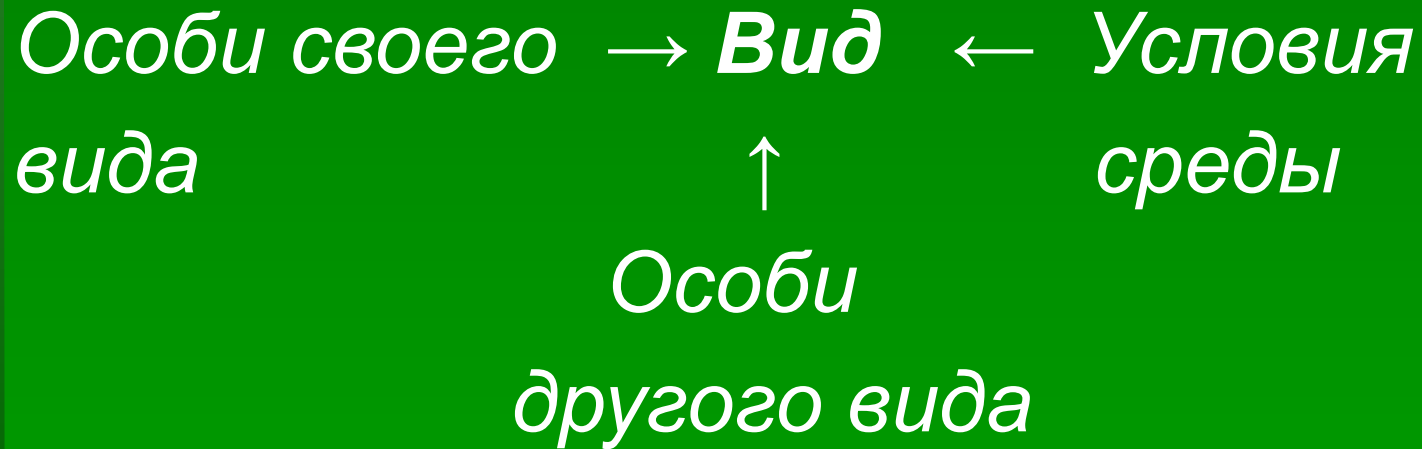 Особи своего → Вид ← Условия
вида ↑ среды
Особи
другого вида